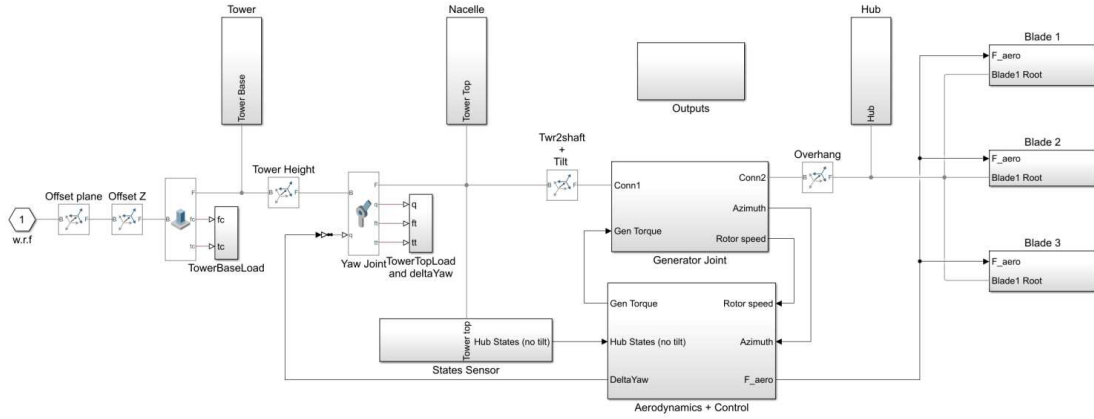 Tower
Nacelle
Hub
Blade 1
F_aero
Blade1 Root
Tower Base
Tower Top
Outputs
Hub
Twr2shaft
+
Tilt
Blade 2
F_aero
Blade1 Root
Offset plane
Offset Z
Tower Height
Overhang
1
w.r.f
B
F
B
F
B
F
fc
tc
fc
tc
TowerBaseLoad
B
F
B
F
q
ft
tt
q
q
ft
tt
Yaw Joint
TowerTopLoad
and deltaYaw
B
F
Conn1
Conn2
Azimuth
Gen Torque
Rotor speed
Generator Joint
B
F
Blade 3
F_aero
Blade1 Root
Tower top
Hub States (no tilt)
States Sensor
Gen Torque
Rotor speed
Hub States (no tilt)
Azimuth
DeltaYaw
F_aero
Aerodynamics + Control